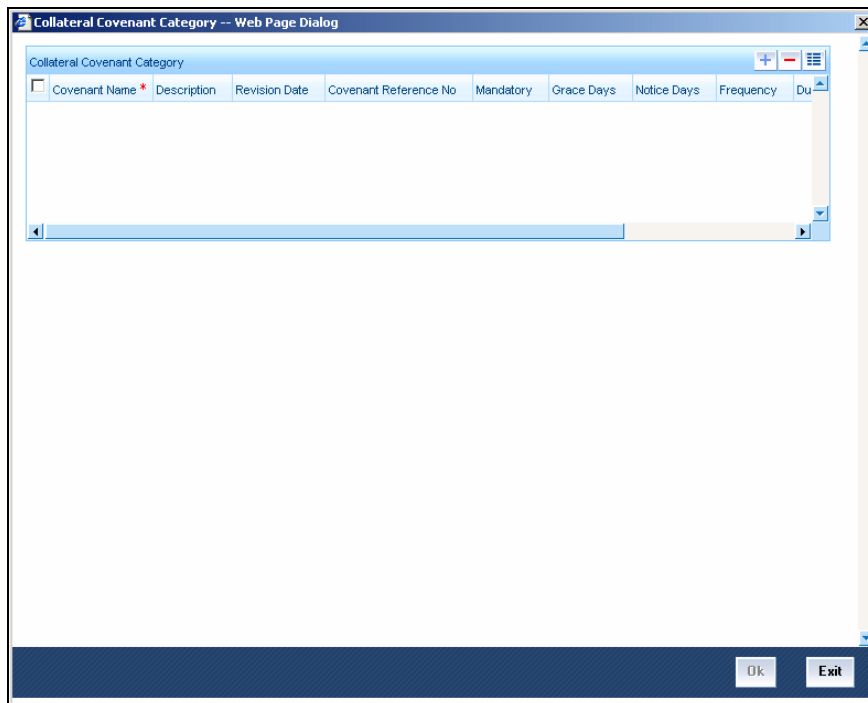 Collateral Covenant Category -- Web Page Dialog
Collateral Covenant Category
Covenant Name * Description Revision Date Covenant Reference No Mandatory Grace Days Notice Days Frequency Du
Ok Exit